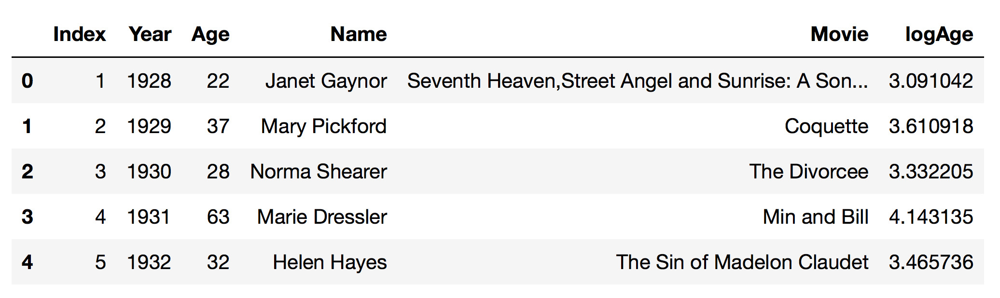 Index Year Age Name Movie logAge
0 1 1928 22 Janet Gaynor Seventh Heaven,Street Angel and Sunrise: A Son... 3.091042
1 2 1929 37 Mary Pickford Coquette 3.610918
2 3 1930 28 Norma Shearer The Divorcee 3.332205
3 4 1931 63 Marie Dressler Min and Bill 4.143135
4 5 1932 32 Helen Hayes The Sin of Madelon Claudet 3.465736